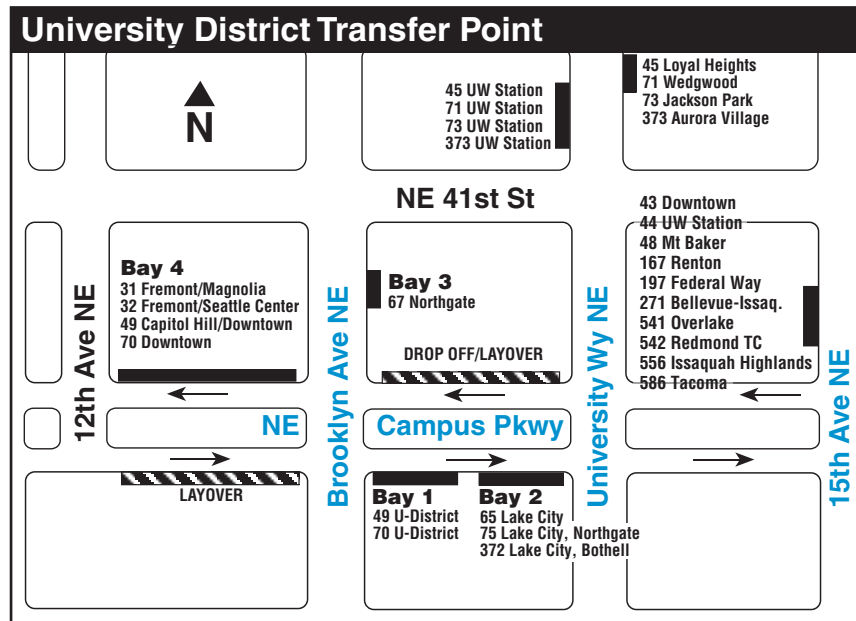 University District Transfer Point
N
45 UW Station
71 UW Station
73 UW Station
373 UW Station
45 Loyal Heights
71 Wedgwood
73 Jackson Park
373 Aurora Village
NE 41st St
12th Ave NE
Bay 4
31 Fremont/Magnolia
32 Fremont/Seattle Center
49 Capitol Hill/Downtown
70 Downtown
Brooklyn Ave NE
Bay 3
67 Northgate
DROP OFF/LAYOVER
University Wy NE
43 Downtown
44 UW Station
48 Mt Baker
167 Renton
197 Federal Way
271 Bellevue-Issaq.
541 Overlake
542 Redmond TC
556 Issaquah Highlands
586 Tacoma
15th Ave NE
NE Campus Pkwy
LAYOVER
Bay 1
49 U-District
70 U-District
Bay 2
65 Lake City
75 Lake City, Northgate
372 Lake City, Bothell